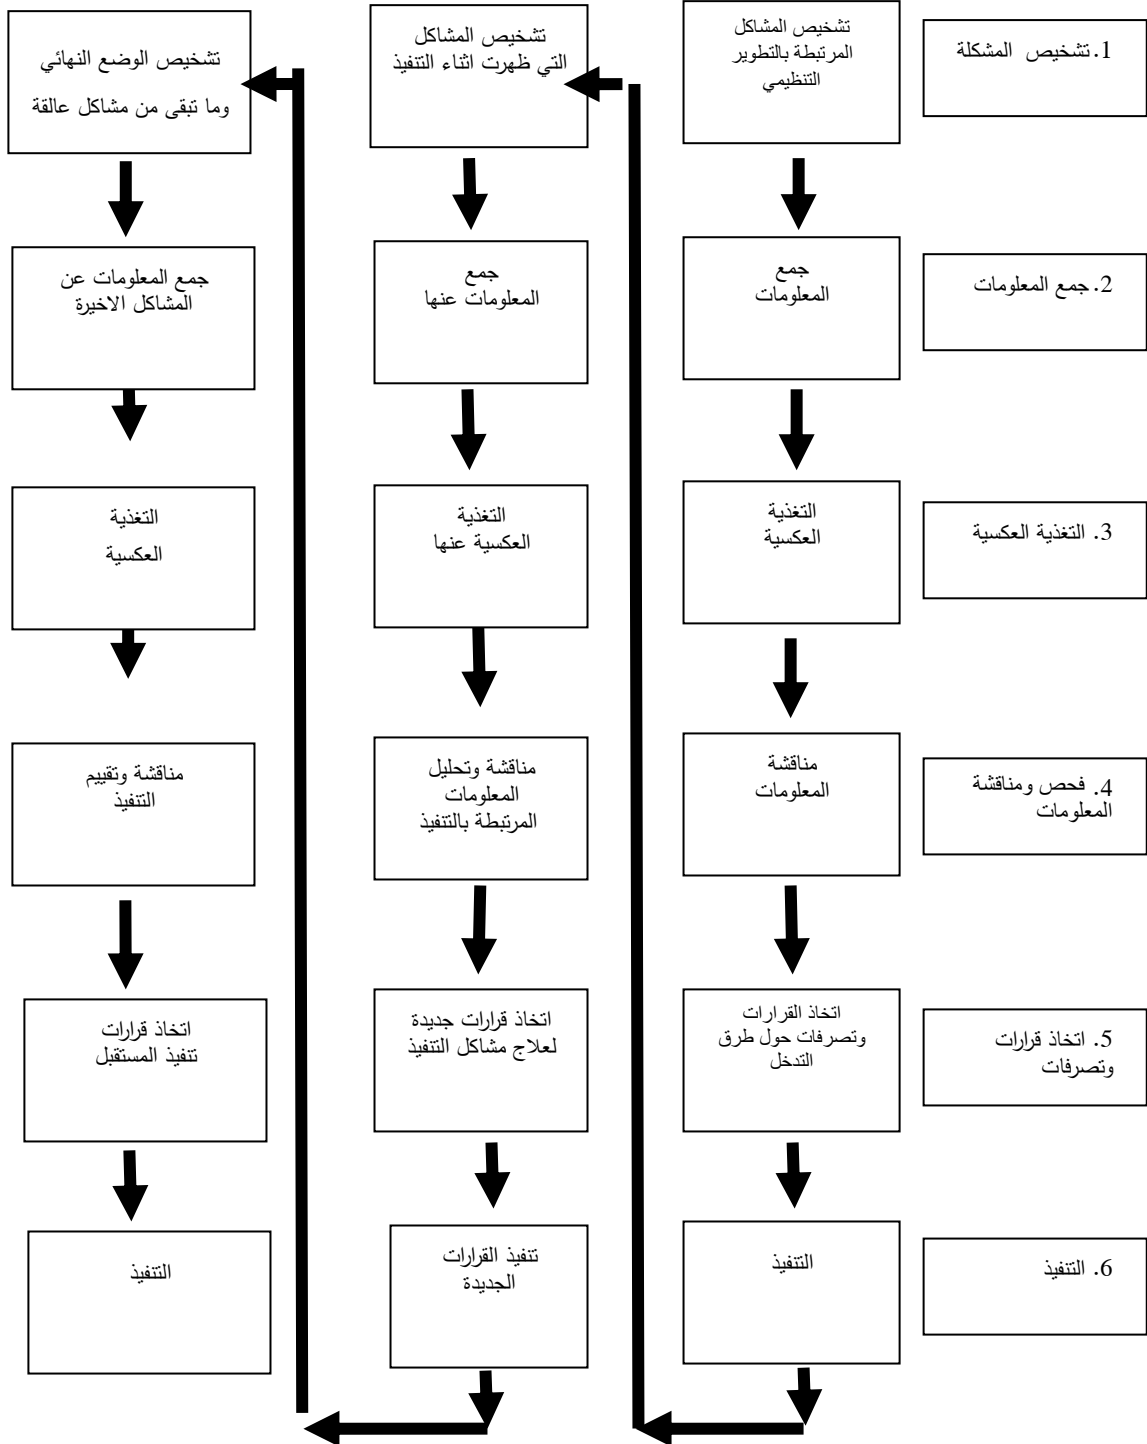 1. تشخيص المشكلة
تشخيص المشاكل
المرتبطة بالتطوير
التنظيمي
تشخيص المشاكل
التي ظهرت اثناء التنفيذ
تشخيص الوضع النهائي
وما تبقى من مشاكل عالقة
2. جمع المعلومات
جمع
المعلومات
جمع
المعلومات عنها
جمع المعلومات عن
المشاكل الاخيرة
3. التغذية العكسية
التغذية
العكسية
التغذية
العكسية عنها
التغذية
العكسية
4. فحص ومناقشة
المعلومات
مناقشة
المعلومات
مناقشة وتحليل
المعلومات
المرتبطة بالتنفيذ
مناقشة وتقييم
التنفيذ
5. اتخاذ قرارات
وتصرفات
اتخاذ القرارات
وتصرفات حول طرق
التدخل
اتخاذ قرارات جديدة
لعلاج مشاكل التنفيذ
اتخاذ قرارات
تنفيذ المستقبل
6. التنفيذ
التنفيذ
تنفيذ القرارات
الجديدة
التنفيذ